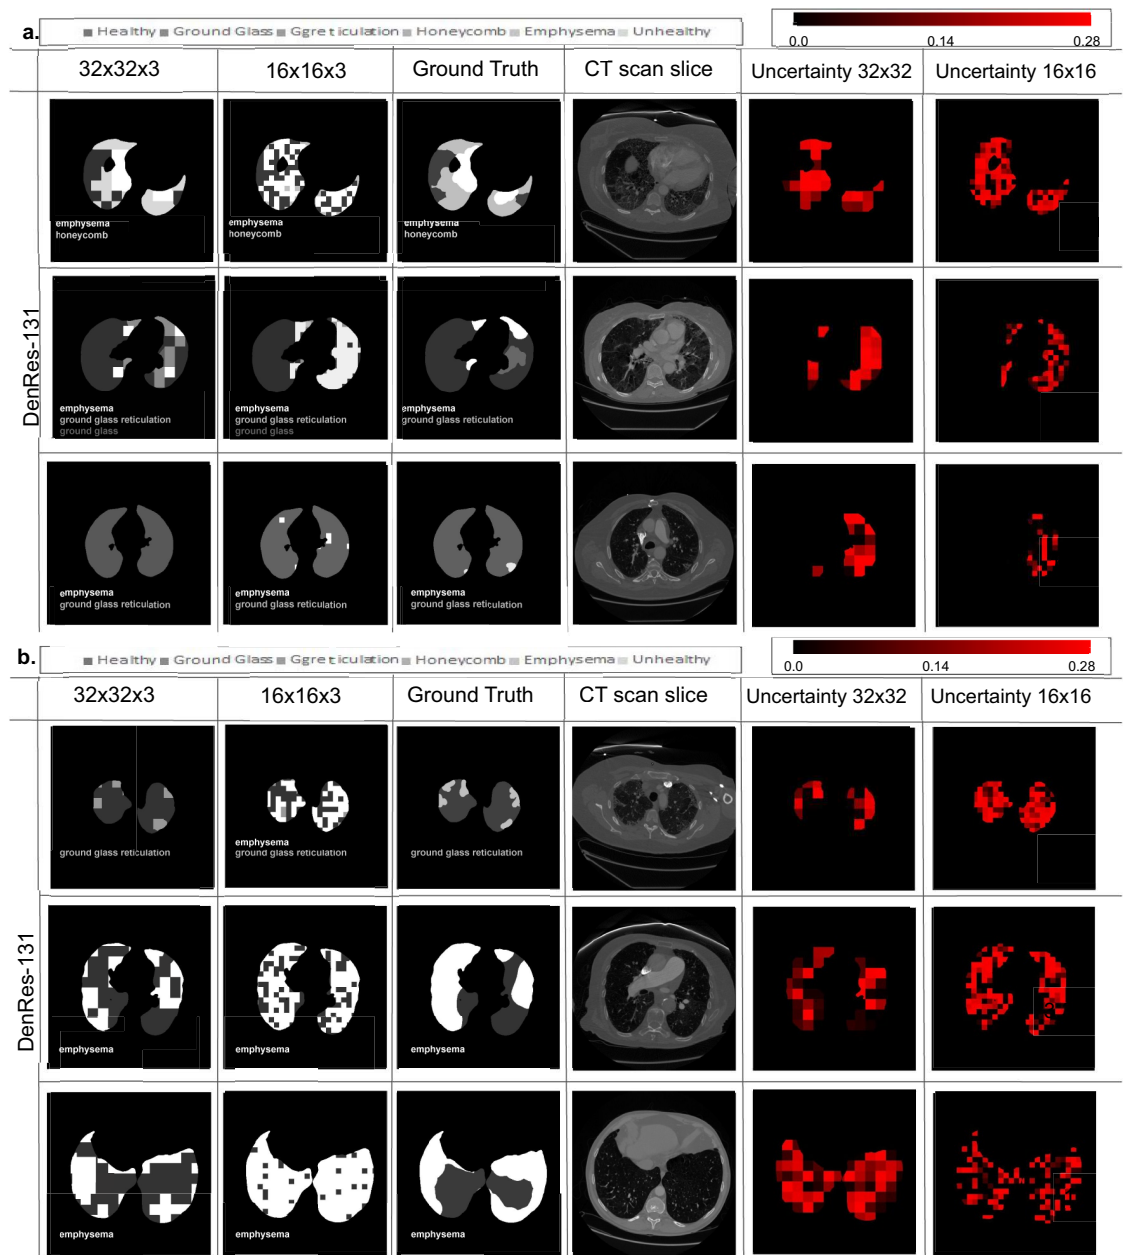 a.
Healthy Ground Glass Ggreticulation Honeycomb Emphysema Unhealthy
0.0 0.14 0.28
32x32x3 16x16x3 Ground Truth CT scan slice Uncertainty 32x32 Uncertainty 16x16
DenRes-131
emphysema
honeycomb
emphysema
honeycomb
emphysema
honeycomb
emphysema
ground glass reticulation
ground glass
emphysema
ground glass reticulation
ground glass
emphysema
ground glass reticulation
emphysema
ground glass reticulation
emphysema
ground glass reticulation
emphysema
ground glass reticulation
b.
Healthy Ground Glass Ggreticulation Honeycomb Emphysema Unhealthy
0.0 0.14 0.28
32x32x3 16x16x3 Ground Truth CT scan slice Uncertainty 32x32 Uncertainty 16x16
DenRes-131
ground glass reticulation
emphysema
ground glass reticulation
ground glass reticulation
emphysema
emphysema
emphysema
emphysema
emphysema
emphysema